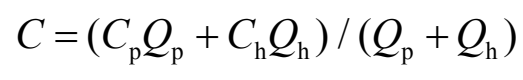 C = (CₚQₚ + CₕQₕ) / (Qₚ + Qₕ)